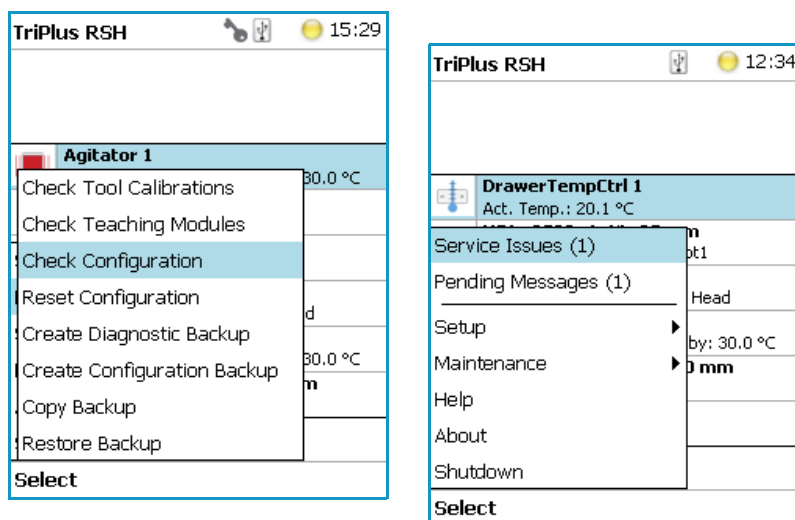 TriPlus RSH 15:29
Agitator 1
30.0 °C
Check Tool Calibrations
Check Teaching Modules
Check Configuration
Reset Configuration
d
Create Diagnostic Backup
30.0 °C
Create Configuration Backup
m
Copy Backup
Restore Backup
Select
TriPlus RSH 12:34
DrawerTempCtrl 1
Act. Temp.: 20.1 °C
m
Service Issues (1)
ot1
Pending Messages (1)
Head
Setup
by: 30.0 °C
Maintenance
0 mm
Help
About
Shutdown
Select